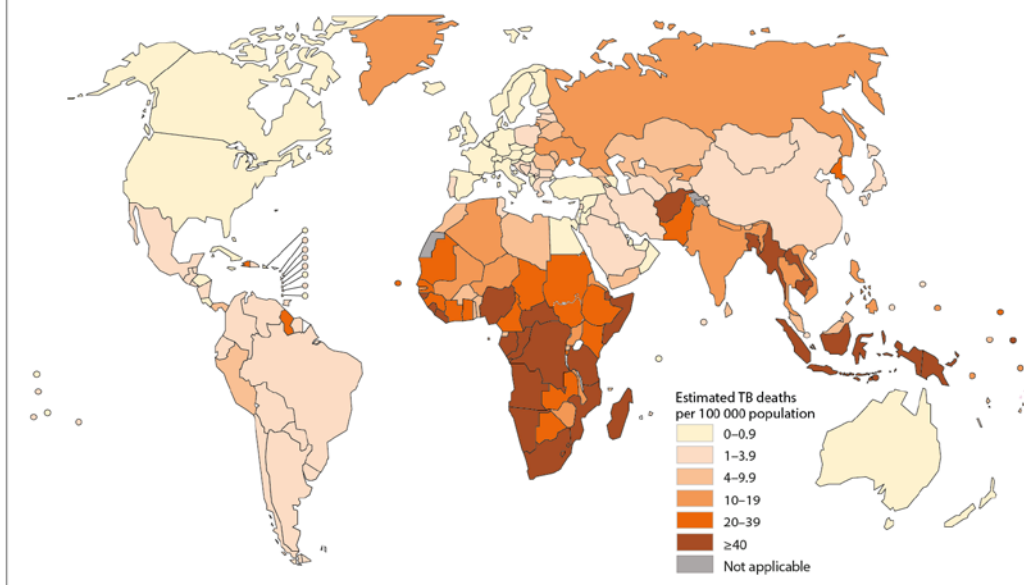 Estimated TB deaths
per 100 000 population
0–0.9
1–3.9
4–9.9
10–19
20–39
≥40
Not applicable